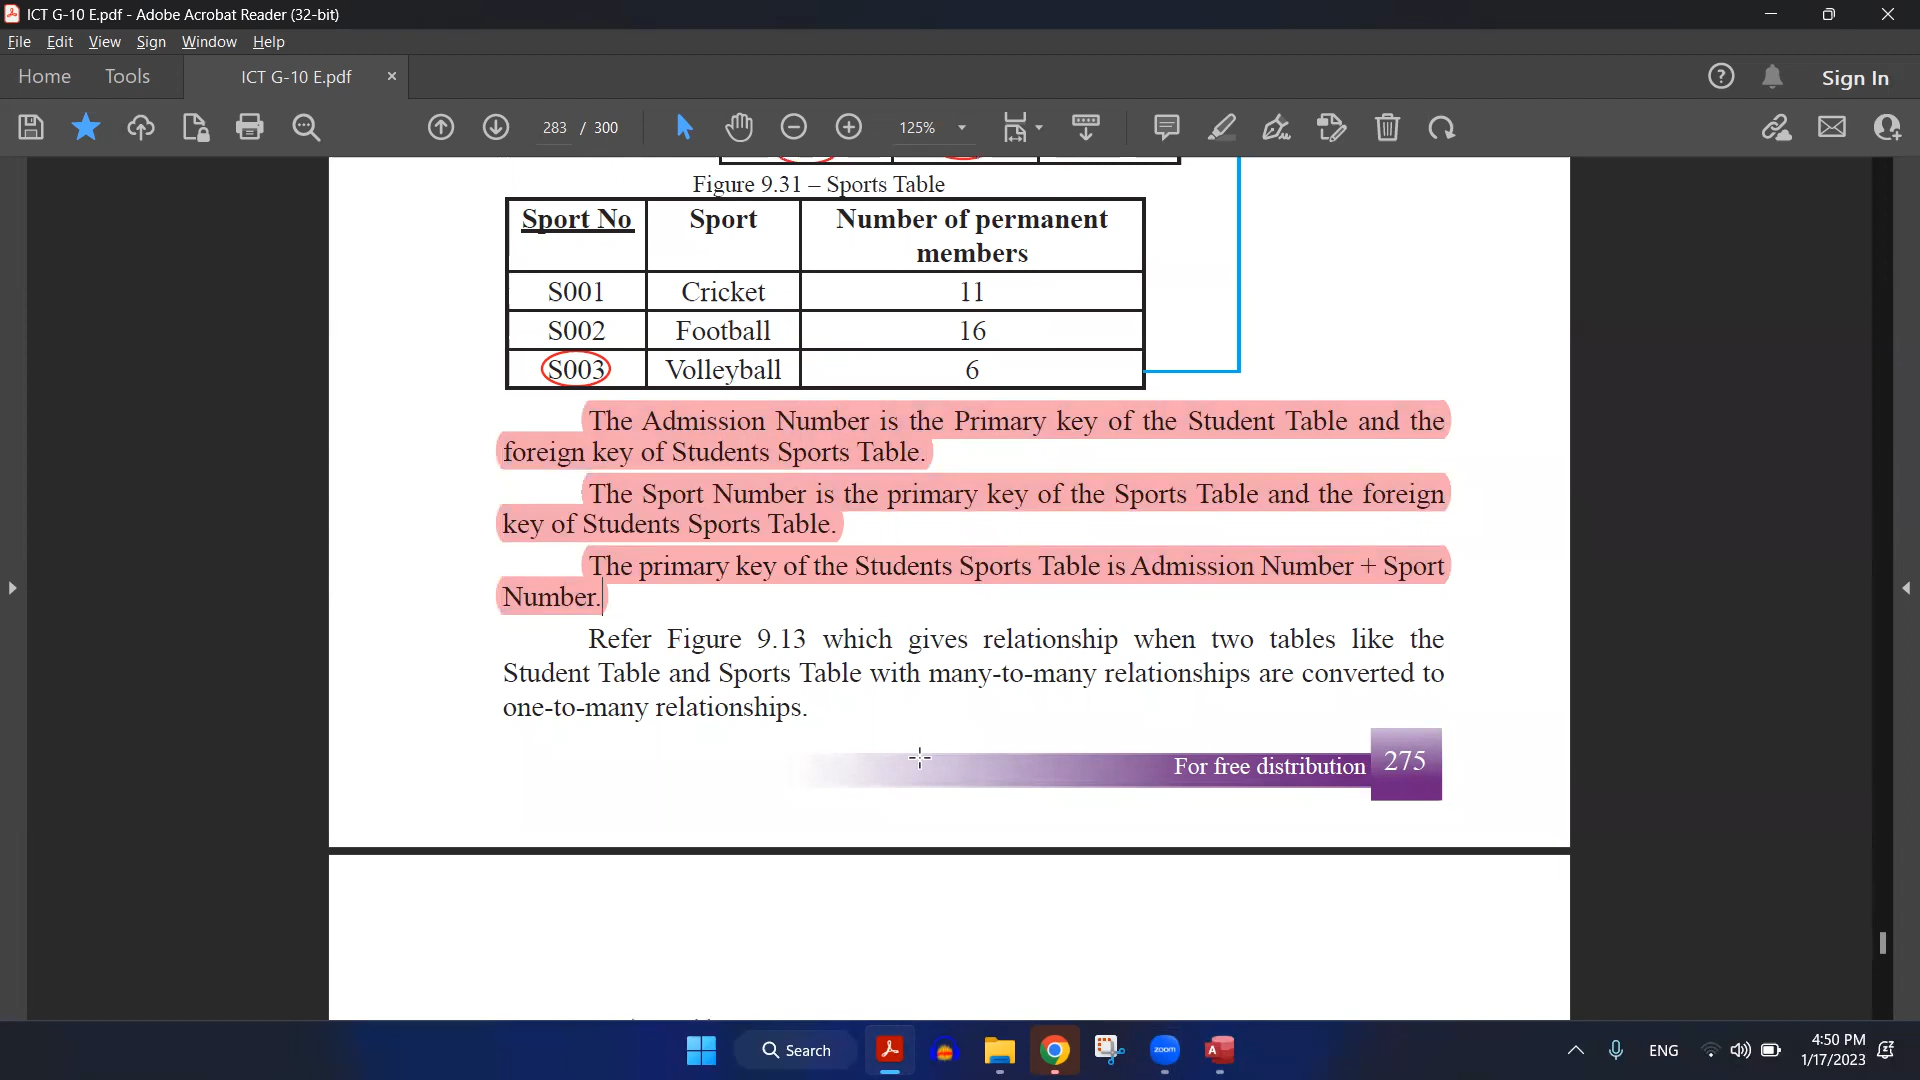 ICT G-10 E.pdf - Adobe Acrobat Reader (32-bit)
File Edit View Sign Window Help
Home Tools ICT G-10 E.pdf × Sign In
283 / 300 125%
Figure 9.31 – Sports Table
Sport No Sport Number of permanent
members
S001 Cricket 11
S002 Football 16
S003 Volleyball 6
The Admission Number is the Primary key of the Student Table and the
foreign key of Students Sports Table.
The Sport Number is the primary key of the Sports Table and the foreign
key of Students Sports Table.
The primary key of the Students Sports Table is Admission Number + Sport
Number.
Refer Figure 9.13 which gives relationship when two tables like the
Student Table and Sports Table with many-to-many relationships are converted to
one-to-many relationships.
For free distribution 275
Search zoom ENG 4:50 PM
1/17/2023